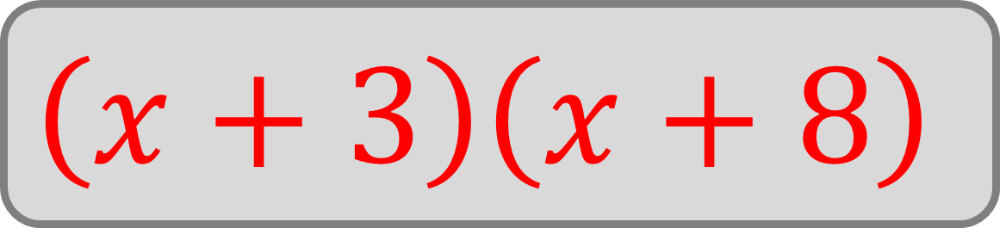 (x + 3)(x + 8)